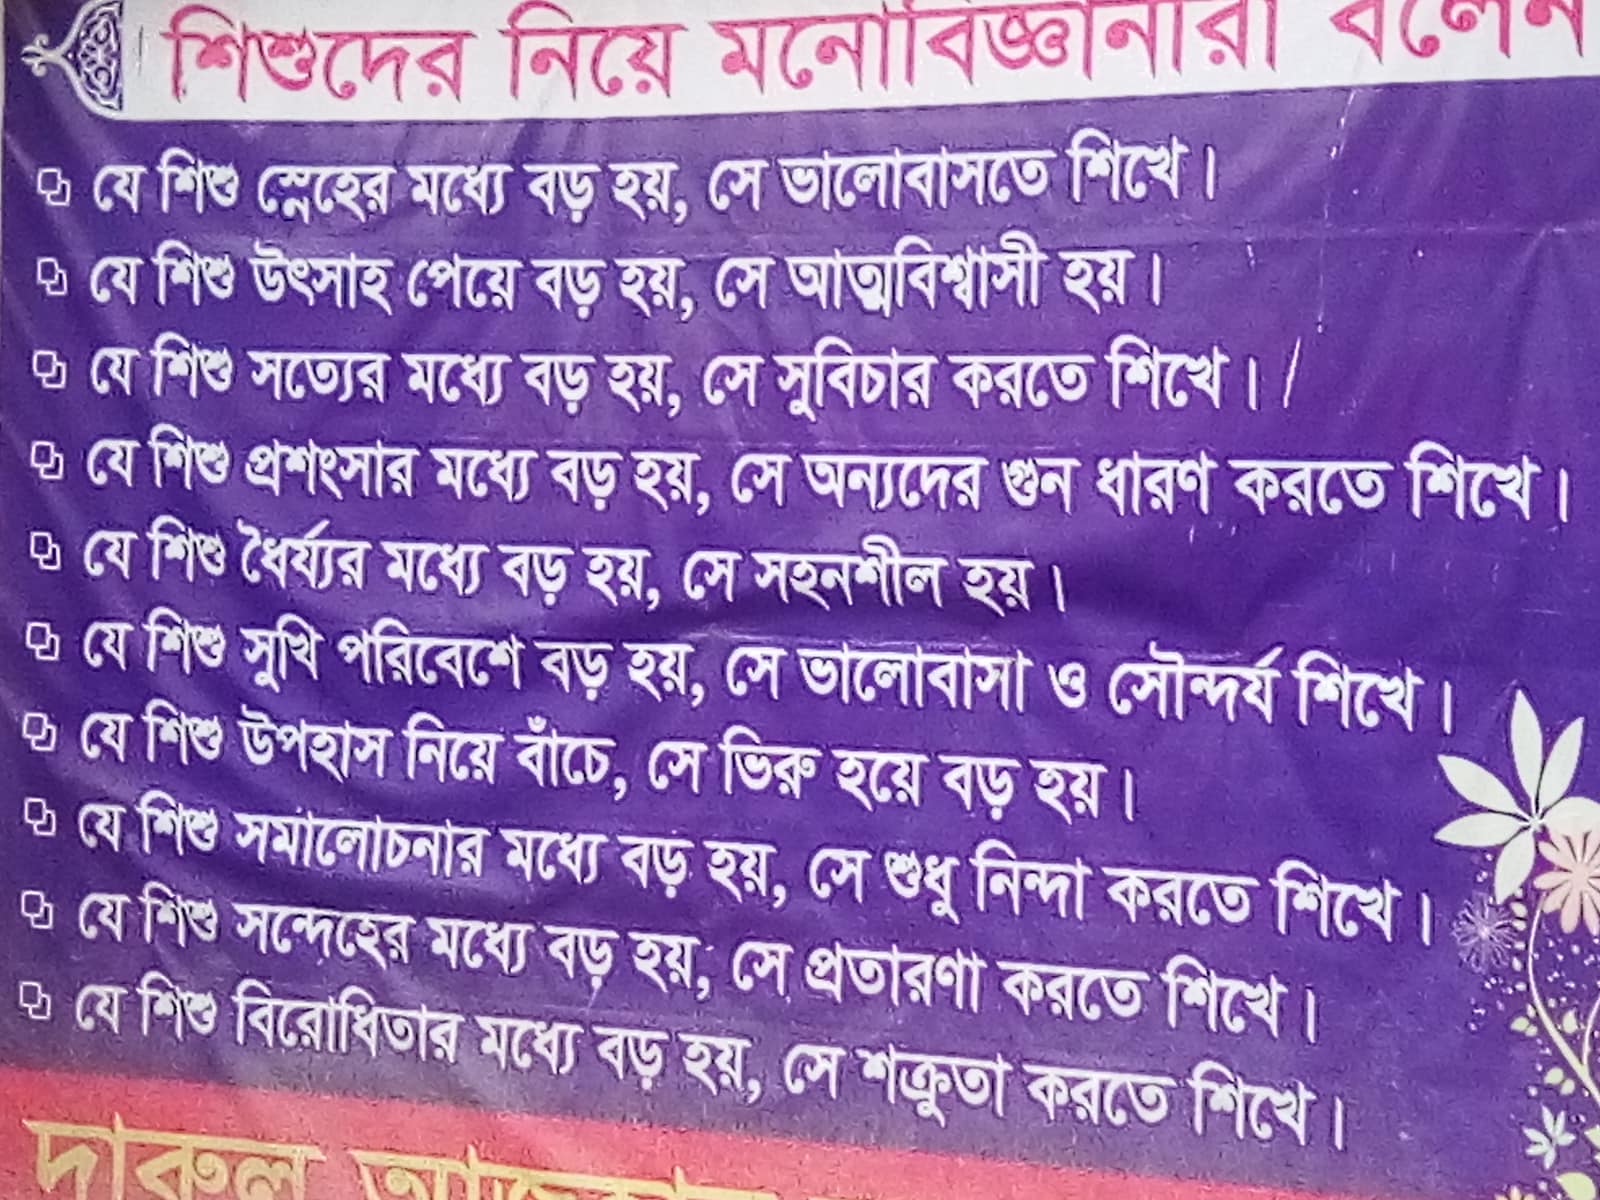 শিশুদের নিয়ে মনোবিজ্ঞানীরা বলেন
যে শিশু স্নেহের মধ্যে বড় হয়, সে ভালোবাসতে শিখে।
যে শিশু উৎসাহ পেয়ে বড় হয়, সে আত্মবিশ্বাসী হয়।
যে শিশু সত্যের মধ্যে বড় হয়, সে সুবিচার করতে শিখে।
যে শিশু প্রশংসার মধ্যে বড় হয়, সে অন্যদের গুন ধারণ করতে শিখে।
যে শিশু ধৈর্য্যর মধ্যে বড় হয়, সে সহনশীল হয়।
যে শিশু সুখি পরিবেশে বড় হয়, সে ভালোবাসা ও সৌন্দর্য শিখে।
যে শিশু উপহাস নিয়ে বাঁচে, সে ভিরু হয়ে বড় হয়।
যে শিশু সমালোচনার মধ্যে বড় হয়, সে শুধু নিন্দা করতে শিখে।
যে শিশু সন্দেহের মধ্যে বড় হয়, সে প্রতারণা করতে শিখে।
যে শিশু বিরোধিতার মধ্যে বড় হয়, সে শক্রুতা করতে শিখে।
দারুল